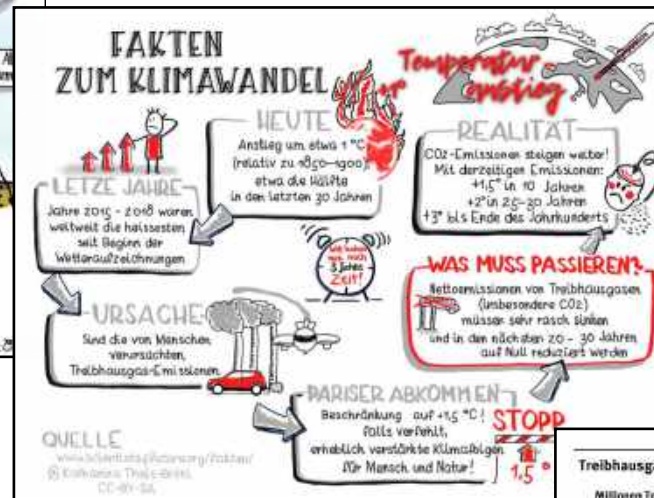 FAKTEN
ZUM KLIMAWANDEL
Temperatur-
anstieg
HEUTE
Anstieg um etwa 1 °C
(relativ zu 1850-1900)
etwa die Hälfte
in den letzten 30 Jahren
LETZE JAHRE
Jahre 2015 - 2018 waren
weltweit die heissesten
seit Beginn der
Wetteraufzeichnungen
URSACHE
Sind die von Menschen
verursachten
Treibhausgas-Emissionen
PARISER ABKOMMEN
Beschränkung auf +1,5 °C!
falls verfehlt,
erheblich verstärkte Klimafolgen
für Mensch und Natur!
STOPP
1,5 °
WAS MUSS PASSIEREN?
Nettoemissionen von Treibhausgasen
(insbesondere CO2)
müssen sehr rasch sinken
und in den nächsten 20 - 30 Jahren
auf Null reduziert werden
REALITÄT
CO2-Emissionen steigen weiter!
Mit derzeitigen Emissionen:
+1,5° in 10 Jahren
+2° in 25-30 Jahren
+3° bis Ende des Jahrhunderts
Zeit!
QUELLE
CC-BY-SA
Treibhausga